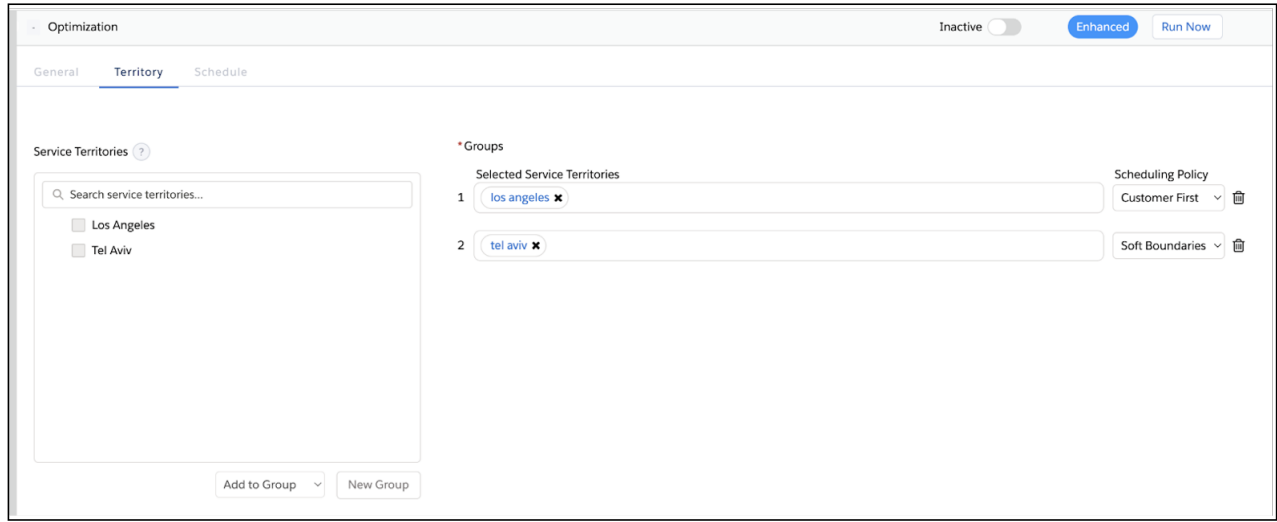 Optimization
Inactive
Enhanced
Run Now
General Territory Schedule
Service Territories ?
Search service territories...
Los Angeles
Tel Aviv
Add to Group
New Group
*Groups
Selected Service Territories
Scheduling Policy
1 los angeles ✖ Customer First
2 tel aviv ✖ Soft Boundaries